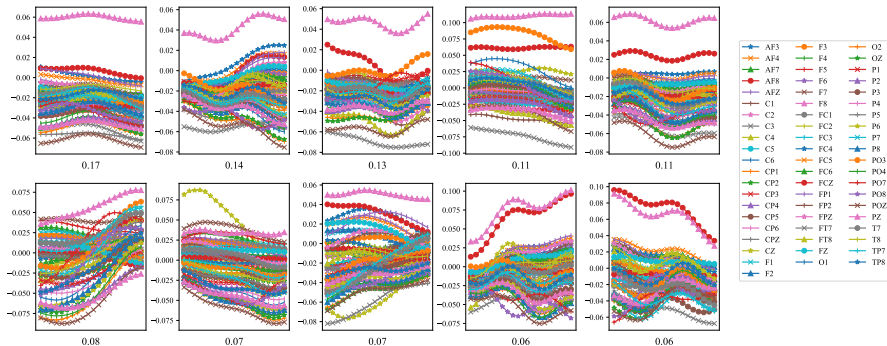 0.06
0.04
0.02
0.00
−0.02
−0.04
−0.06
0.17
0.06
0.04
0.02
0.00
−0.02
−0.04
−0.06
0.14
0.06
0.04
0.02
0.00
−0.02
−0.04
−0.06
−0.08
0.13
0.100
0.075
0.050
0.025
0.000
−0.025
−0.050
−0.075
−0.100
0.11
0.06
0.04
0.02
0.00
−0.02
−0.04
−0.06
−0.08
0.11
0.075
0.050
0.025
0.000
−0.025
−0.050
−0.075
0.08
0.075
0.050
0.025
0.000
−0.025
−0.050
−0.075
0.07
0.06
0.04
0.02
0.00
−0.02
−0.04
−0.06
−0.08
0.07
0.100
0.075
0.050
0.025
0.000
−0.025
−0.050
−0.075
0.06
0.100
0.075
0.050
0.025
0.000
−0.025
−0.050
−0.075
0.06
AF3
AF4
AF7
AF8
AFZ
C1
C2
C3
C4
C5
C6
CP1
CP2
CP3
CP4
CP5
CP6
CPZ
CZ
F1
F2
F3
F4
F5
F6
F7
F8
FC1
FC2
FC3
FC4
FC5
FC6
FCZ
FP1
FP2
FPZ
FT7
FT8
FZ
O1
O2
OZ
P1
P2
P3
P4
P5
P6
P7
P8
PO3
PO4
PO7
PO8
POZ
PZ
T7
T8
TP7
TP8